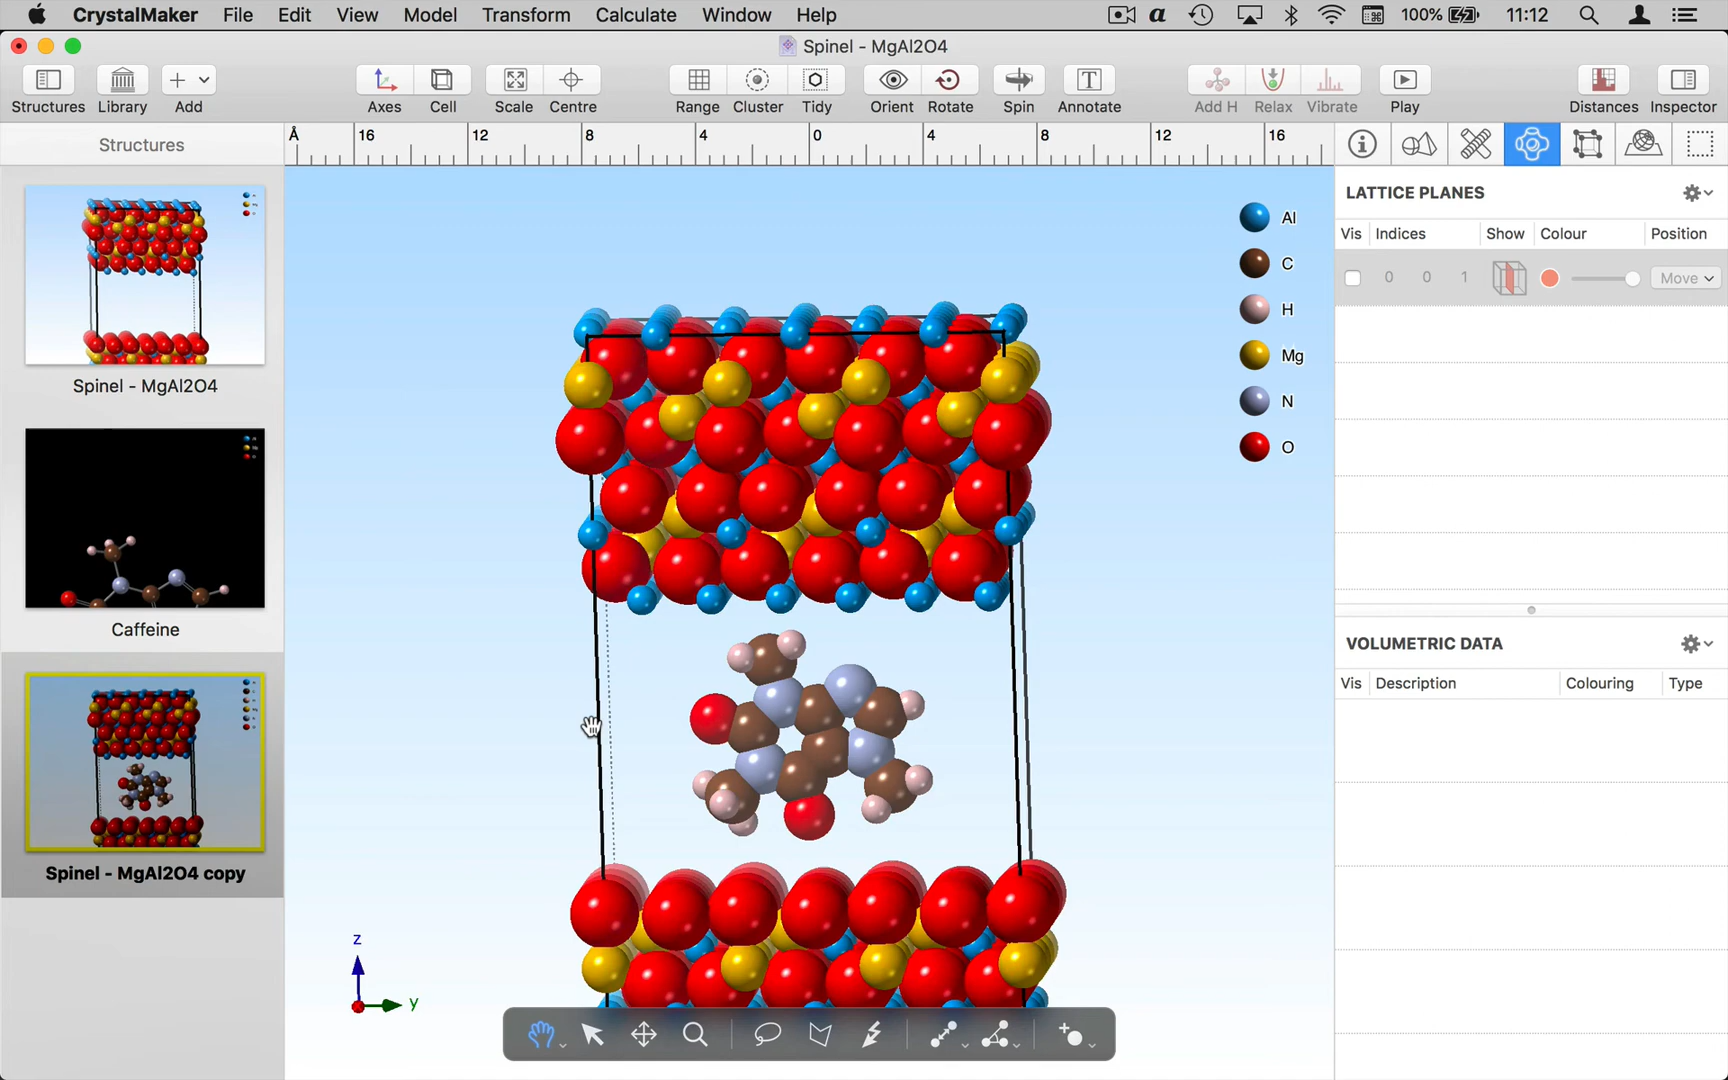 CrystalMaker File Edit View Model Transform Calculate Window Help 100% 11:12
Spinel - MgAl2O4
Structures Library Add Axes Cell Scale Centre Range Cluster Tidy Orient Rotate Spin Annotate Add H Relax Vibrate Play Distances Inspector
Structures
Spinel - MgAl2O4
Caffeine
Spinel - MgAl2O4 copy
Å 16 12 8 4 0 4 8 12 16
Al
C
H
Mg
N
O
z
y
LATTICE PLANES
Vis Indices Show Colour Position
0 0 1 Move
VOLUMETRIC DATA
Vis Description Colouring Type